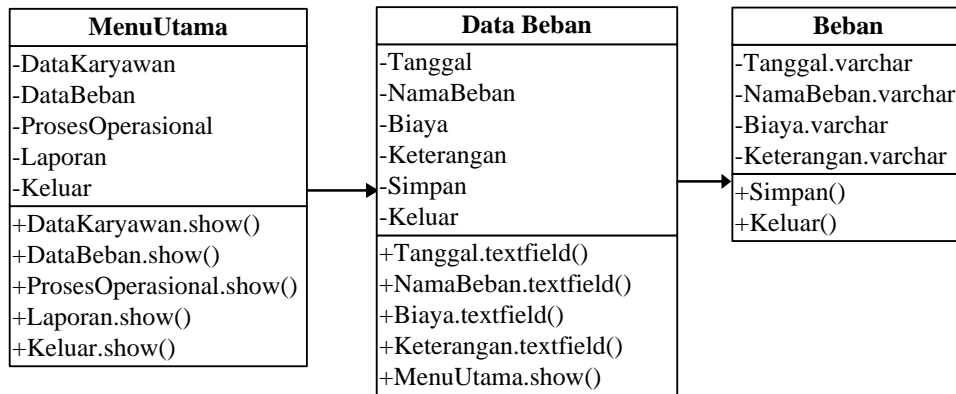 MenuUtama
-DataKaryawan
-DataBeban
-ProsesOperasional
-Laporan
-Keluar
+DataKaryawan.show()
+DataBeban.show()
+ProsesOperasional.show()
+Laporan.show()
+Keluar.show()
Data Beban
-Tanggal
-NamaBeban
-Biaya
-Keterangan
-Simpan
-Keluar
+Tanggal.textfield()
+NamaBeban.textfield()
+Biaya.textfield()
+Keterangan.textfield()
+MenuUtama.show()
Beban
-Tanggal.varchar
-NamaBeban.varchar
-Biaya.varchar
-Keterangan.varchar
+Simpan()
+Keluar()